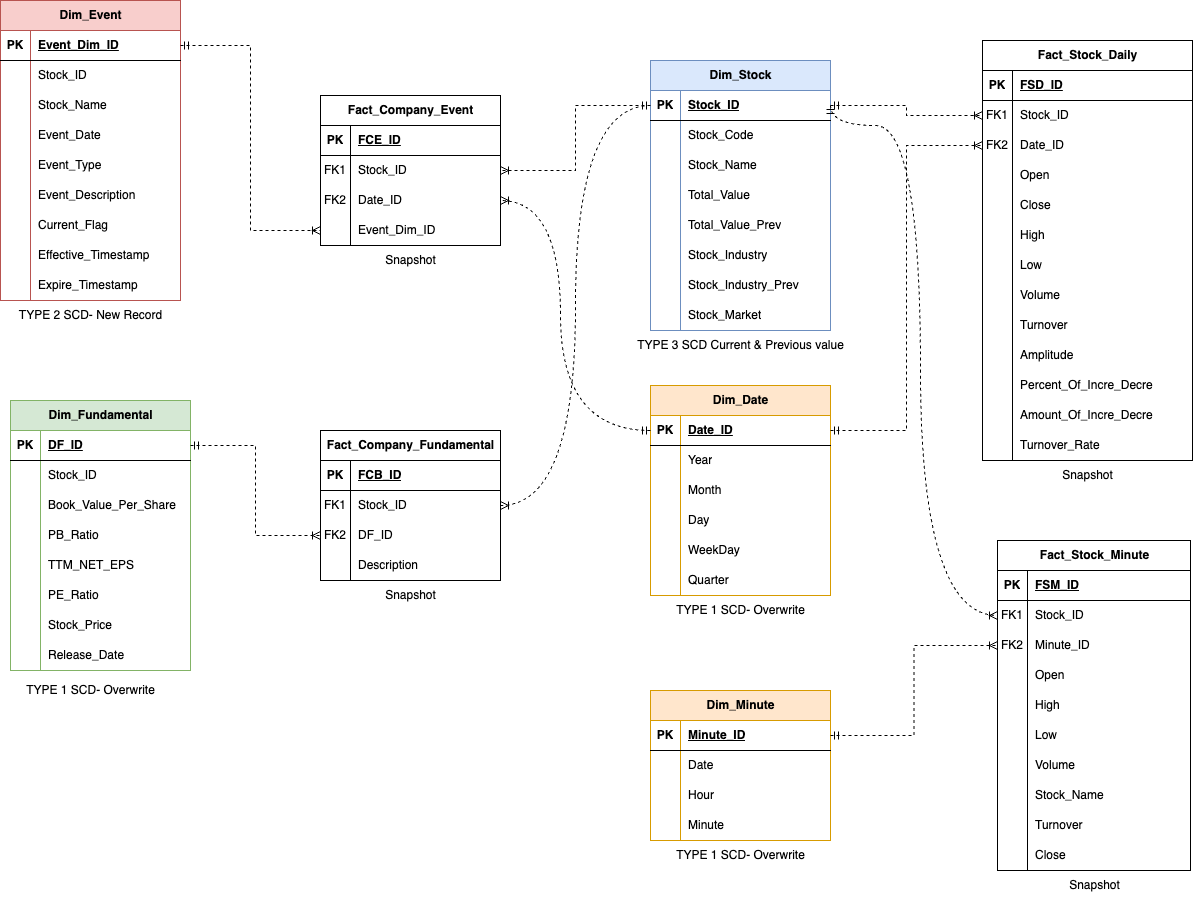 Dim_Event
PK Event_Dim_ID
Stock_ID
Stock_Name
Event_Date
Event_Type
Event_Description
Current_Flag
Effective_Timestamp
Expire_Timestamp
TYPE 2 SCD- New Record
Dim_Fundamental
PK DF_ID
Stock_ID
Book_Value_Per_Share
PB_Ratio
TTM_NET_EPS
PE_Ratio
Stock_Price
Release_Date
TYPE 1 SCD- Overwrite
Fact_Company_Event
PK FCE_ID
FK1 Stock_ID
FK2 Date_ID
Event_Dim_ID
Snapshot
Fact_Company_Fundamental
PK FCB_ID
FK1 Stock_ID
FK2 DF_ID
Description
Snapshot
Dim_Stock
PK Stock_ID
Stock_Code
Stock_Name
Total_Value
Total_Value_Prev
Stock_Industry
Stock_Industry_Prev
Stock_Market
TYPE 3 SCD Current & Previous value
Dim_Date
PK Date_ID
Year
Month
Day
WeekDay
Quarter
TYPE 1 SCD- Overwrite
Dim_Minute
PK Minute_ID
Date
Hour
Minute
TYPE 1 SCD- Overwrite
Fact_Stock_Daily
PK FSD_ID
FK1 Stock_ID
FK2 Date_ID
Open
Close
High
Low
Volume
Turnover
Amplitude
Percent_Of_Incre_Decre
Amount_Of_Incre_Decre
Turnover_Rate
Snapshot
Fact_Stock_Minute
PK FSM_ID
FK1 Stock_ID
FK2 Minute_ID
Open
High
Low
Volume
Stock_Name
Turnover
Close
Snapshot